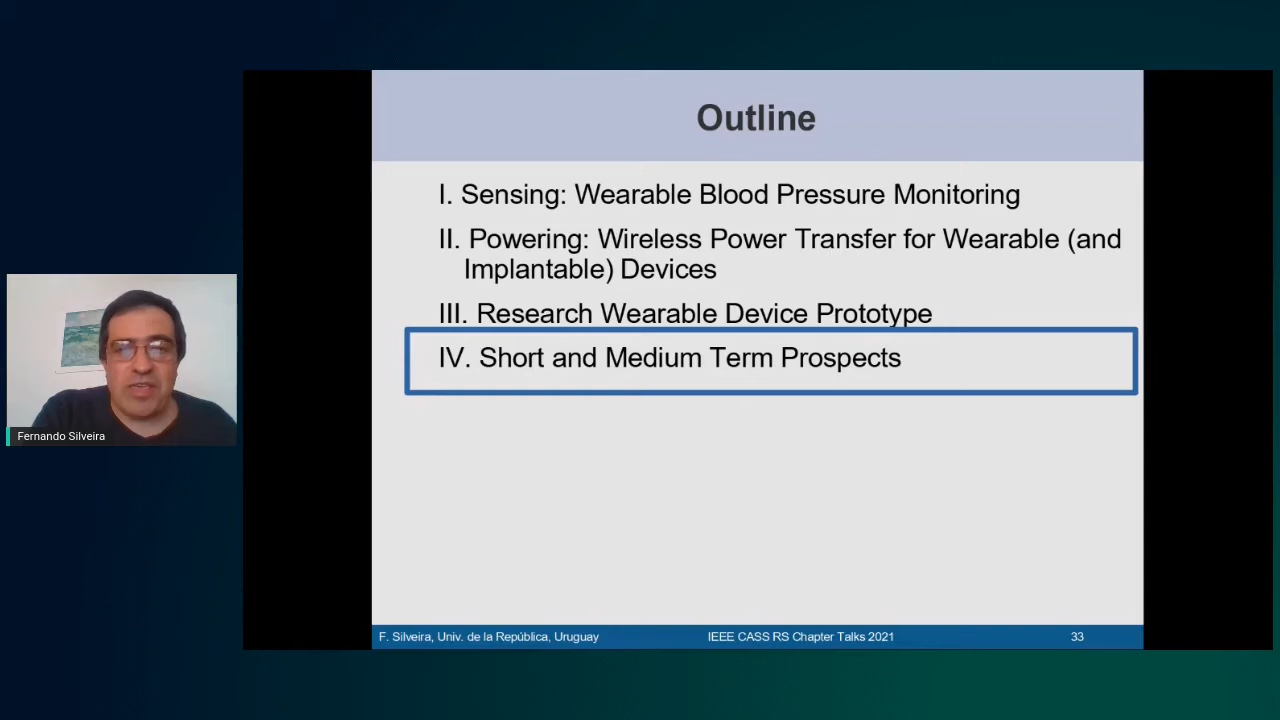 Outline
I. Sensing: Wearable Blood Pressure Monitoring
II. Powering: Wireless Power Transfer for Wearable (and
Implantable) Devices
III. Research Wearable Device Prototype
IV. Short and Medium Term Prospects
Fernando Silveira
F. Silveira, Univ. de la República, Uruguay
IEEE CASS RS Chapter Talks 2021
33